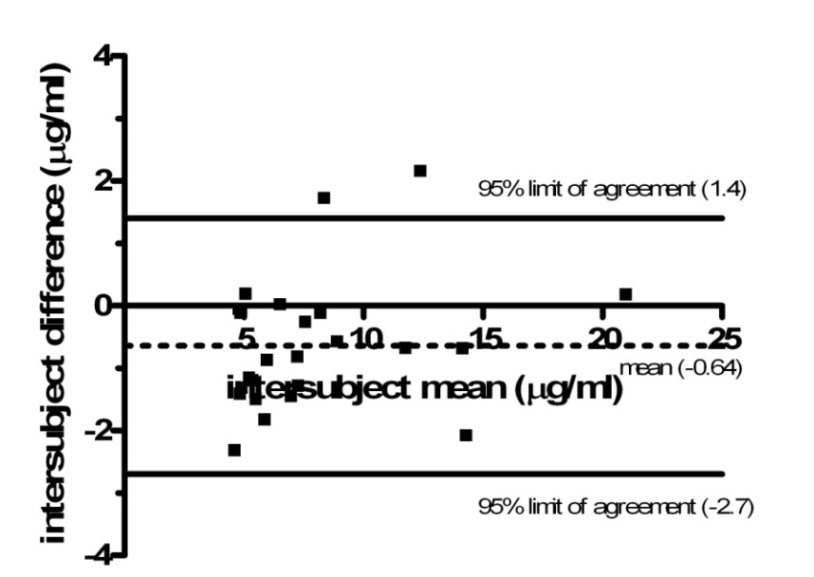 intersubject difference (μg/ml)
4
2
0
-2
-4
95% limit of agreement (1.4)
5 10 15 20 25
mean (-0.64)
intersubject mean (μg/ml)
95% limit of agreement (-2.7)